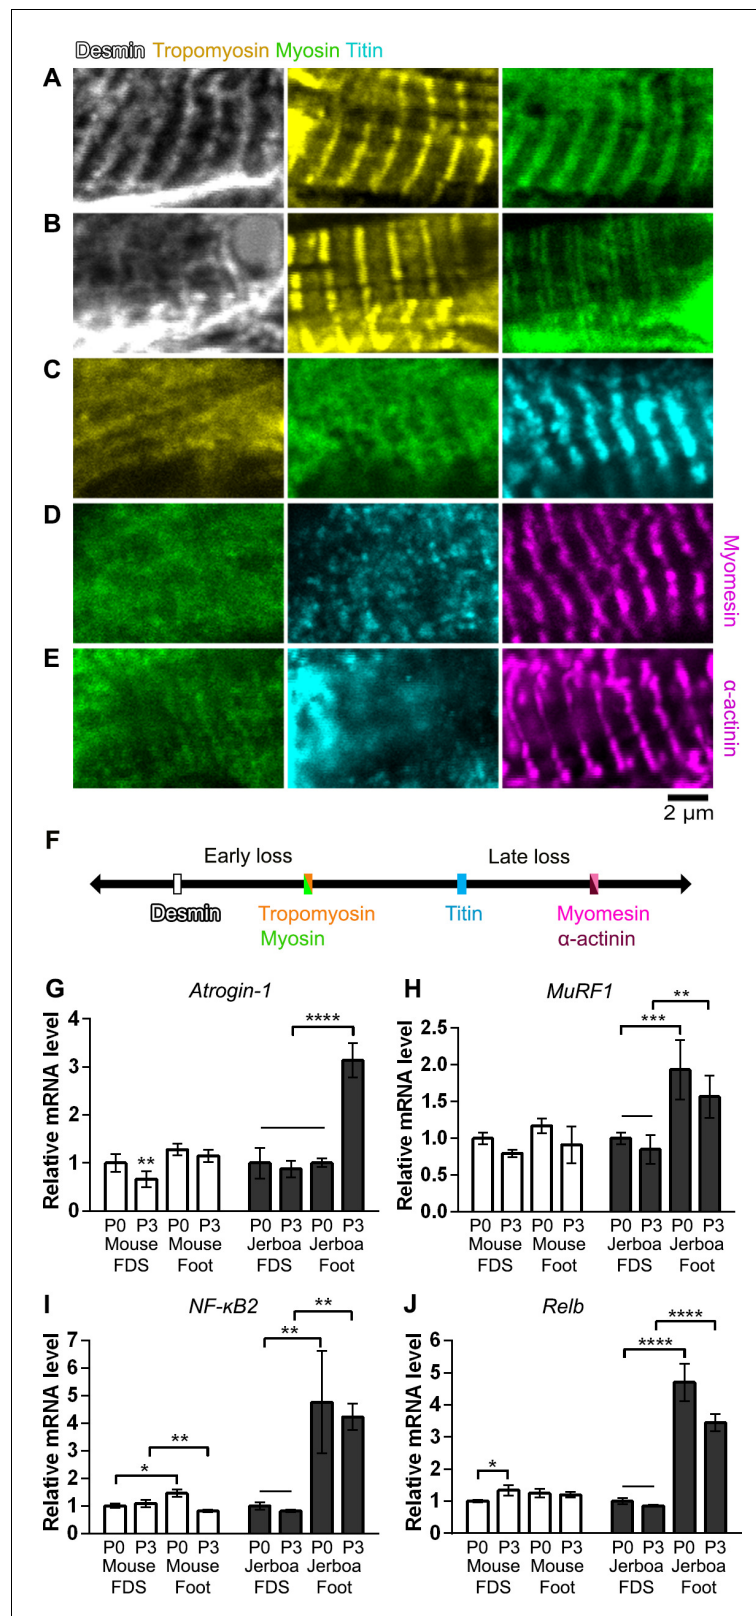 Desmin Tropomyosin Myosin Titin
A
B
C
D
Myomesin
E
α-actinin
2 µm
F
Early loss Late loss
Desmin Tropomyosin Titin Myomesin
Myosin α-actinin
G Atrogin-1
Relative mRNA level
4
3
2
1
0
****
**
P0 P3 P0 P3 P0 P3 P0 P3
Mouse Mouse Jerboa Jerboa
FDS Foot FDS Foot
H MuRF1
Relative mRNA level
2.5
2.0
1.5
1.0
0.5
0.0
**
***
P0 P3 P0 P3 P0 P3 P0 P3
Mouse Mouse Jerboa Jerboa
FDS Foot FDS Foot
I NF-κB2
Relative mRNA level
7
6
5
4
3
2
1
0
**
**
**
*
P0 P3 P0 P3 P0 P3 P0 P3
Mouse Mouse Jerboa Jerboa
FDS Foot FDS Foot
J Relb
Relative mRNA level
6
5
4
3
2
1
0
****
****
*
P0 P3 P0 P3 P0 P3 P0 P3
Mouse Mouse Jerboa Jerboa
FDS Foot FDS Foot